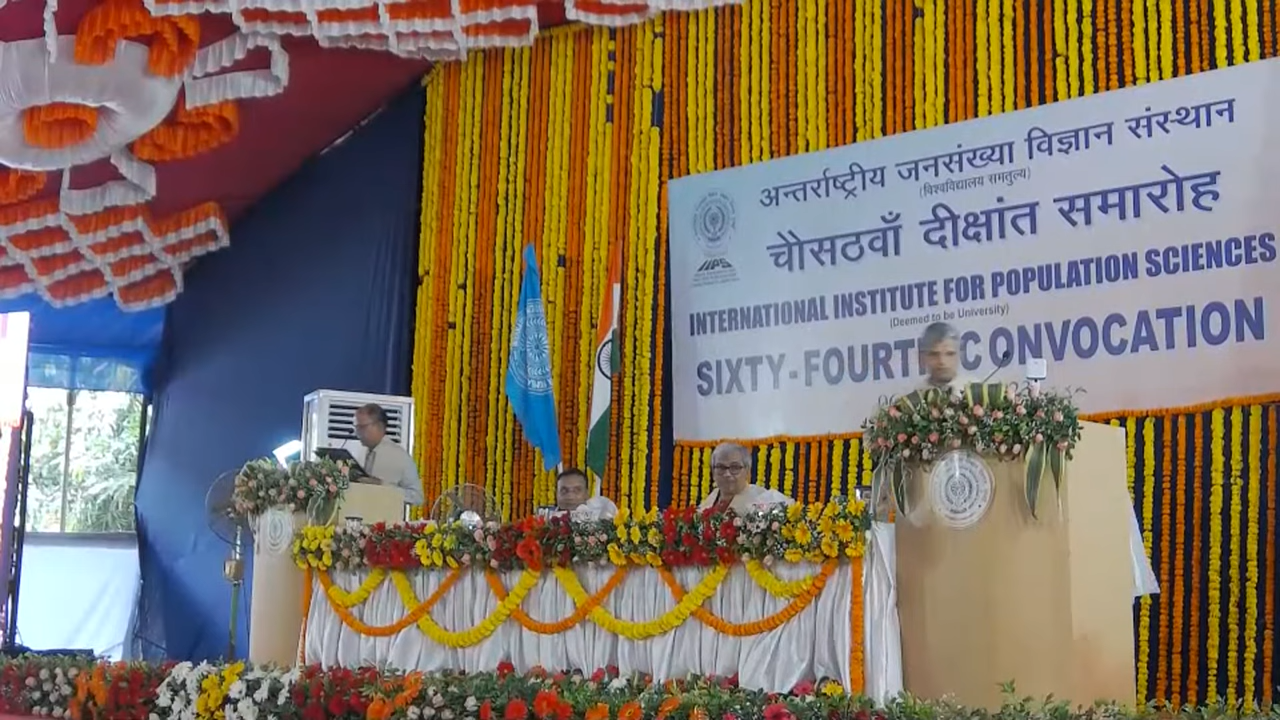 अन्तर्राष्ट्रीय जनसंख्या विज्ञान संस्थान
(विश्वविद्यालय समतुल्य)
चौसठवाँ दीक्षांत समारोह
IIPS
INTERNATIONAL INSTITUTE FOR POPULATION SCIENCES
(Deemed to be University)
SIXTY-FOURTH CONVOCATION